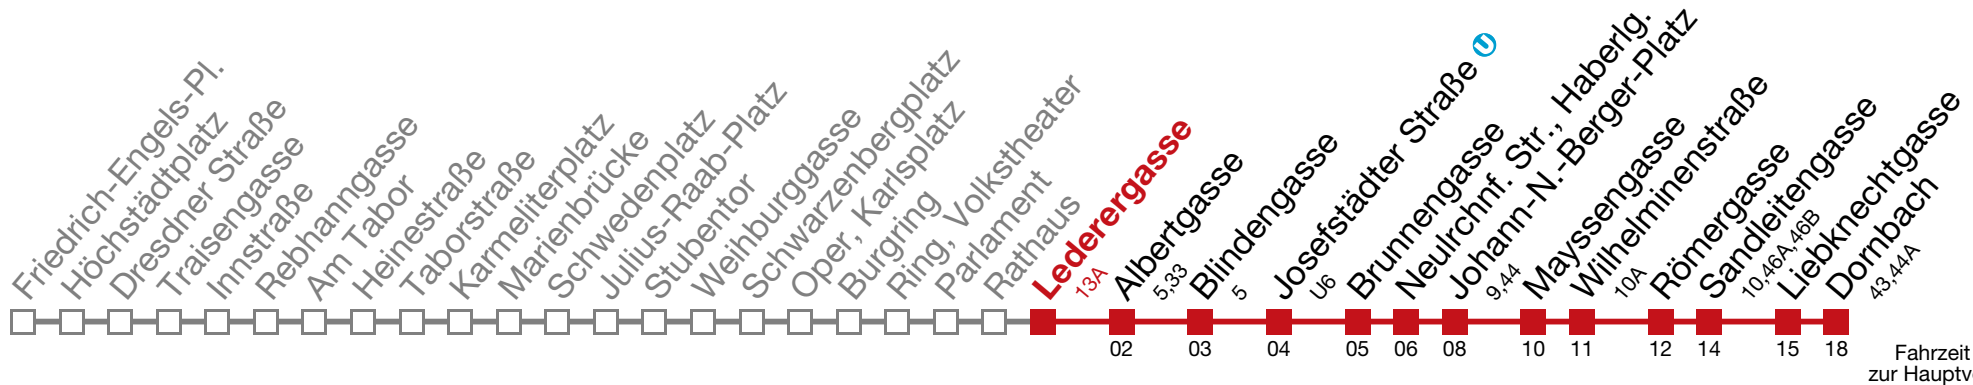 Friedrich-Engels-Pl.
Höchstädtplatz
Dresdner Straße
Traisengasse
Innstraße
Rebhanngasse
Am Tabor
Heinestraße
Taborstraße
Karmeliterplatz
Marienbrücke
Schwedenplatz
Julius-Raab-Platz
Stubentor
Weihburggasse
Schwarzenbergplatz
Oper, Karlsplatz
Burgring
Ring, Volkstheater
Parlament
Rathaus
Lederergasse
13A
Albertgasse
5,33
Blindengasse
5
Josefstädter Straße U
U6
Brunnengasse
Neulrchnf. Str., Haberlg.
Johann-N.-Berger-Platz
9,44
Mayssengasse
Wilhelminenstraße
10A
Römergasse
Sandleitengasse
10,46A,46B
Liebknechtgasse
Dornbach
43,44A
02 03 04 05 06 08 10 11 12 14 15 18
Fahrzeit
zur Hauptv